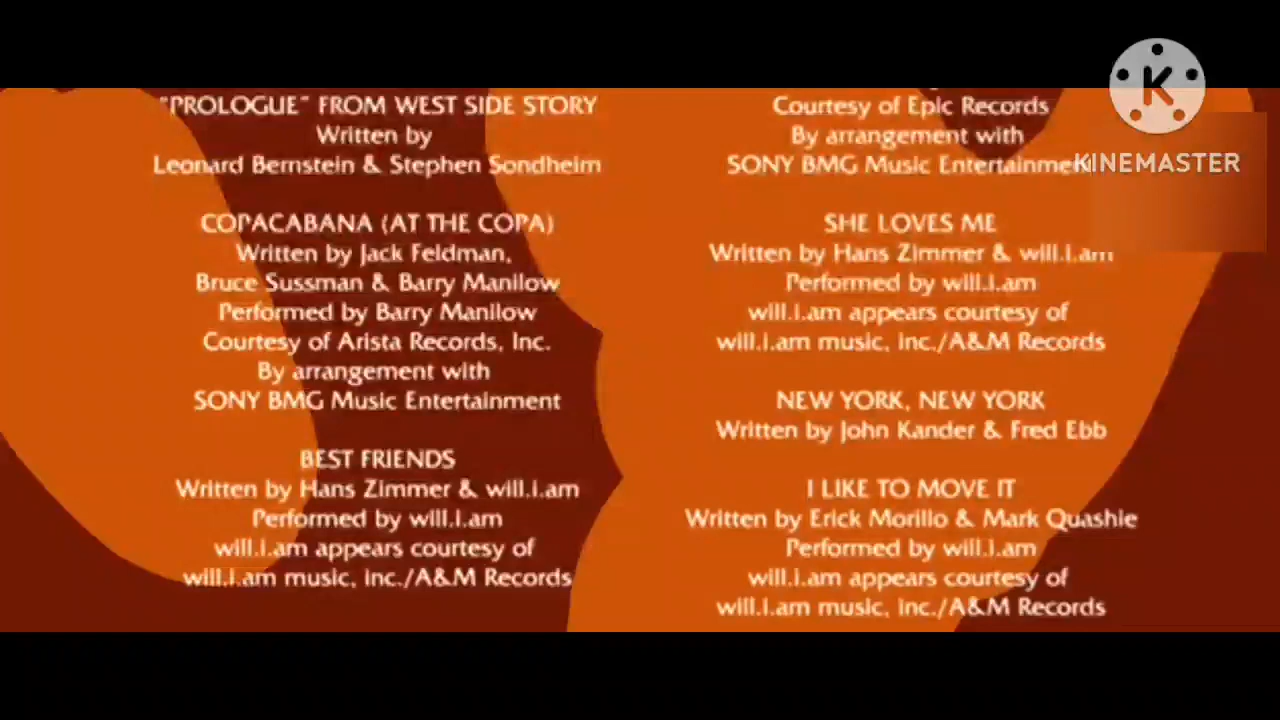 "PROLOGUE" FROM WEST SIDE STORY
Written by
Leonard Bernstein & Stephen Sondheim
COPACABANA (AT THE COPA)
Written by Jack Feldman,
Bruce Sussman & Barry Manilow
Performed by Barry Manilow
Courtesy of Arista Records, Inc.
By arrangement with
SONY BMG Music Entertainment
BEST FRIENDS
Written by Hans Zimmer & will.i.am
Performed by will.i.am
will.i.am appears courtesy of
will.i.am music, inc./A&M Records
Courtesy of Epic Records
By arrangement with
SONY BMG Music Entertainment
SHE LOVES ME
Written by Hans Zimmer & will.i.am
Performed by will.i.am
will.i.am appears courtesy of
will.i.am music, inc./A&M Records
NEW YORK, NEW YORK
Written by John Kander & Fred Ebb
I LIKE TO MOVE IT
Written by Erick Morillo & Mark Quashie
Performed by will.i.am
will.i.am appears courtesy of
will.i.am music, inc./A&M Records
K
KINEMASTER